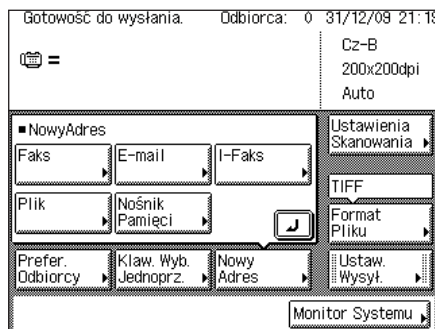 Gotowość do wysłania. Odbiorca: 0 31/12/09 21:19
=
Cz-B
200x200dpi
Auto
NowyAdres
Faks
E-mail
I-Faks
Plik
Nośnik
Pamięci
Ustawienia
Skanowania
TIFF
Format
Pliku
Prefer.
Odbiorcy
Klaw. Wyb.
Jednoprz.
Nowy
Adres
Ustaw.
Wysył.
Monitor Systemu